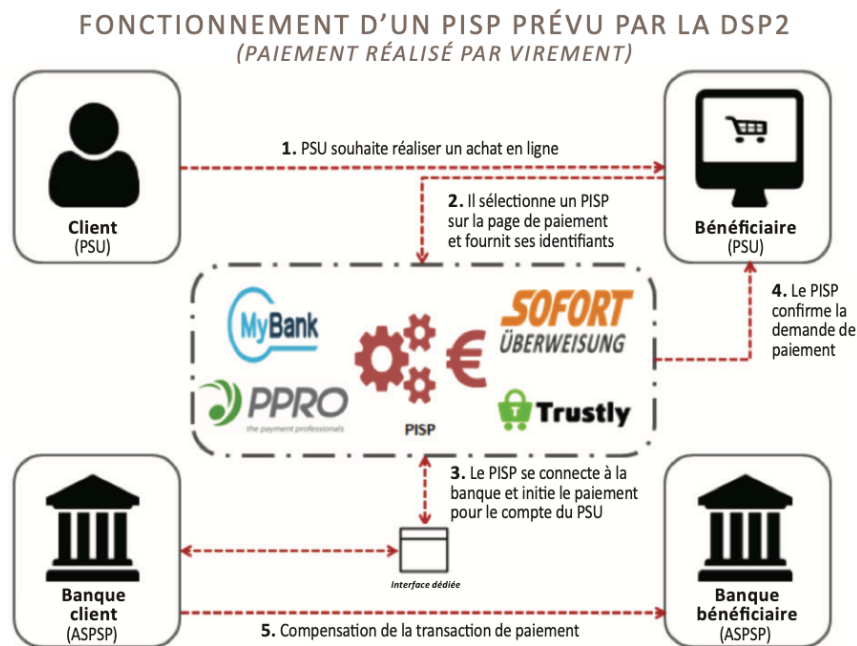 FONCTIONNEMENT D’UN PISP PRÉVU PAR LA DSP2
(PAIEMENT RÉALISÉ PAR VIREMENT)
1. PSU souhaite réaliser un achat en ligne
Client
(PSU)
2. Il sélectionne un PISP
sur la page de paiement
et fournit ses identifiants
Bénéficiaire
(PSU)
MyBank
SOFORT
ÜBERWEISUNG
4. Le PISP
confirme la
demande de
paiement
PPRO
the payment professionals
€
PISP
T
Trustly
3. Le PISP se connecte à la
banque et initie le paiement
pour le compte du PSU
Interface dédiée
Banque
client
(ASPSP)
Banque
bénéficiaire
(ASPSP)
5. Compensation de la transaction de paiement